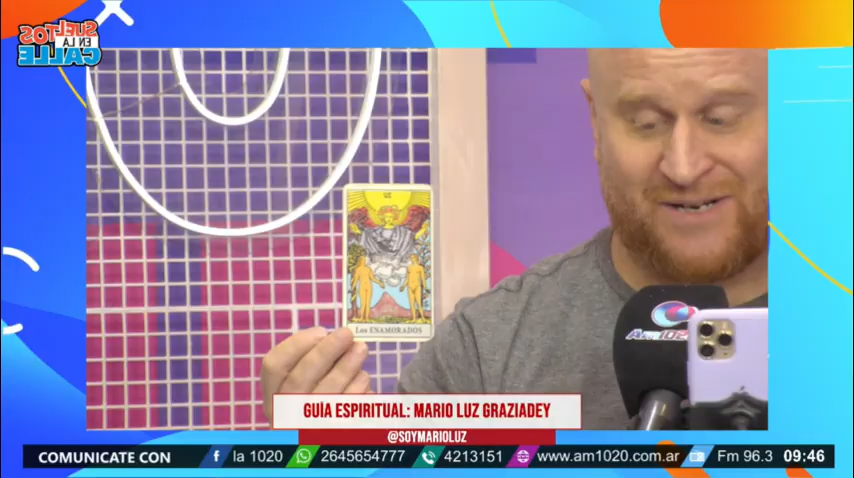 SUELTOS
EN LA
CALLE
VI
Los ENAMORADOS
AM1020
GUÍA ESPIRITUAL: MARIO LUZ GRAZIADEY
@SOYMARIOLUZ
COMUNICATE CON
la 1020
2645654777
4213151
www.am1020.com.ar
Fm 96.3
09:46